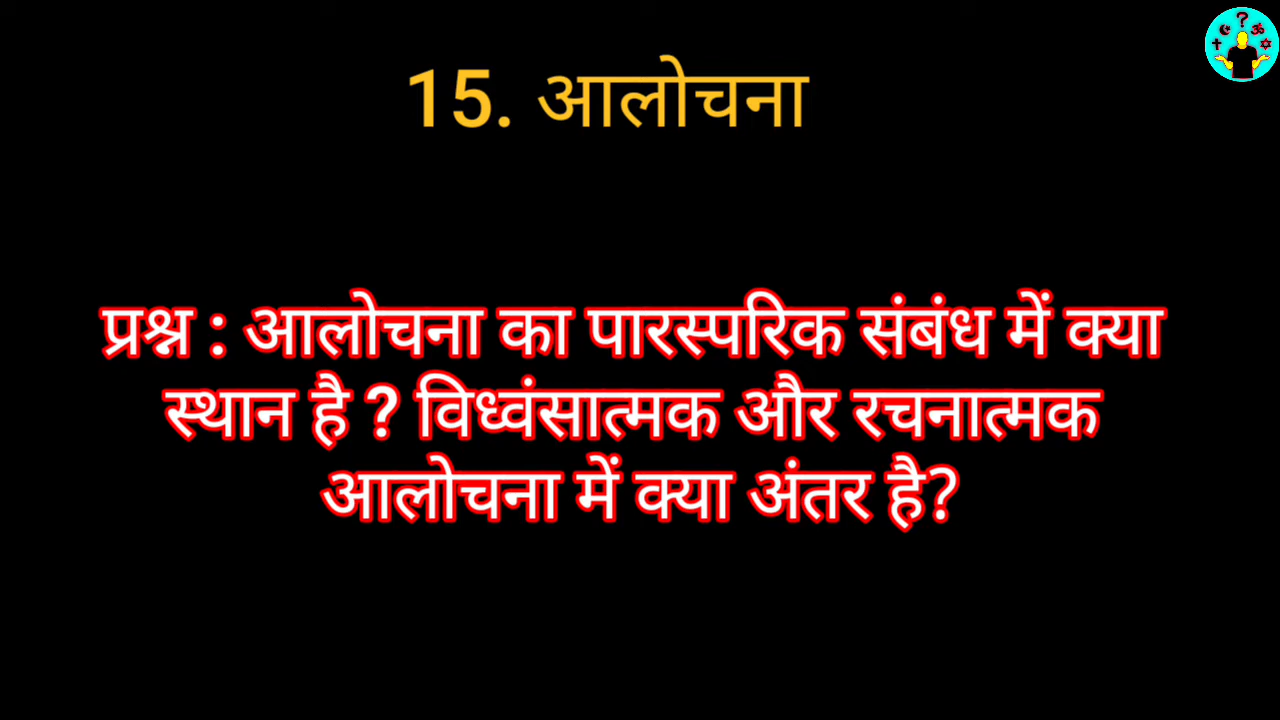 15. आलोचना
प्रश्न : आलोचना का पारस्परिक संबंध में क्या
स्थान है ? विध्वंसात्मक और रचनात्मक
आलोचना में क्या अंतर है?